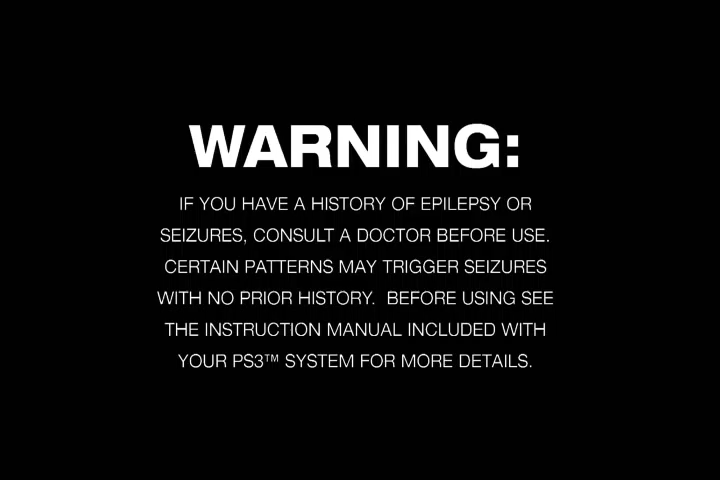 WARNING:
IF YOU HAVE A HISTORY OF EPILEPSY OR
SEIZURES, CONSULT A DOCTOR BEFORE USE.
CERTAIN PATTERNS MAY TRIGGER SEIZURES
WITH NO PRIOR HISTORY.  BEFORE USING SEE
THE INSTRUCTION MANUAL INCLUDED WITH
YOUR PS3™ SYSTEM FOR MORE DETAILS.